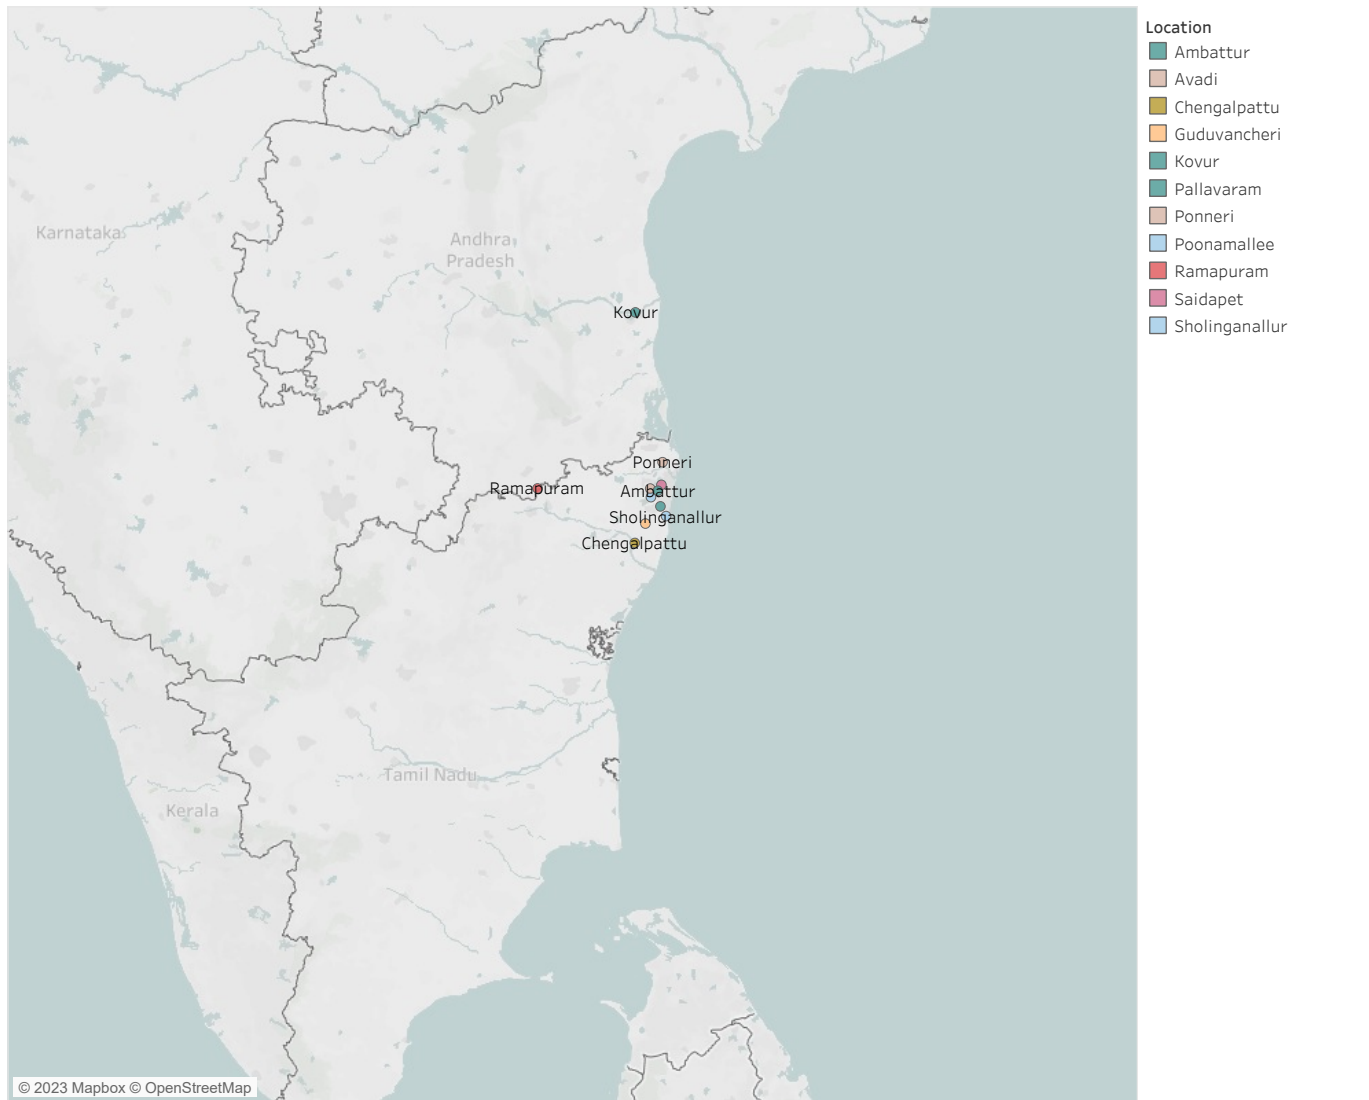 Location
Ambattur
Avadi
Chengalpattu
Guduvancheri
Kovur
Pallavaram
Ponneri
Poonamallee
Ramapuram
Saidapet
Sholinganallur
Karnataka
Andhra
Pradesh
Kovur
Ponneri
Ramapuram
Ambattur
Sholinganallur
Chengalpattu
Tamil Nadu
Kerala
© 2023 Mapbox © OpenStreetMap